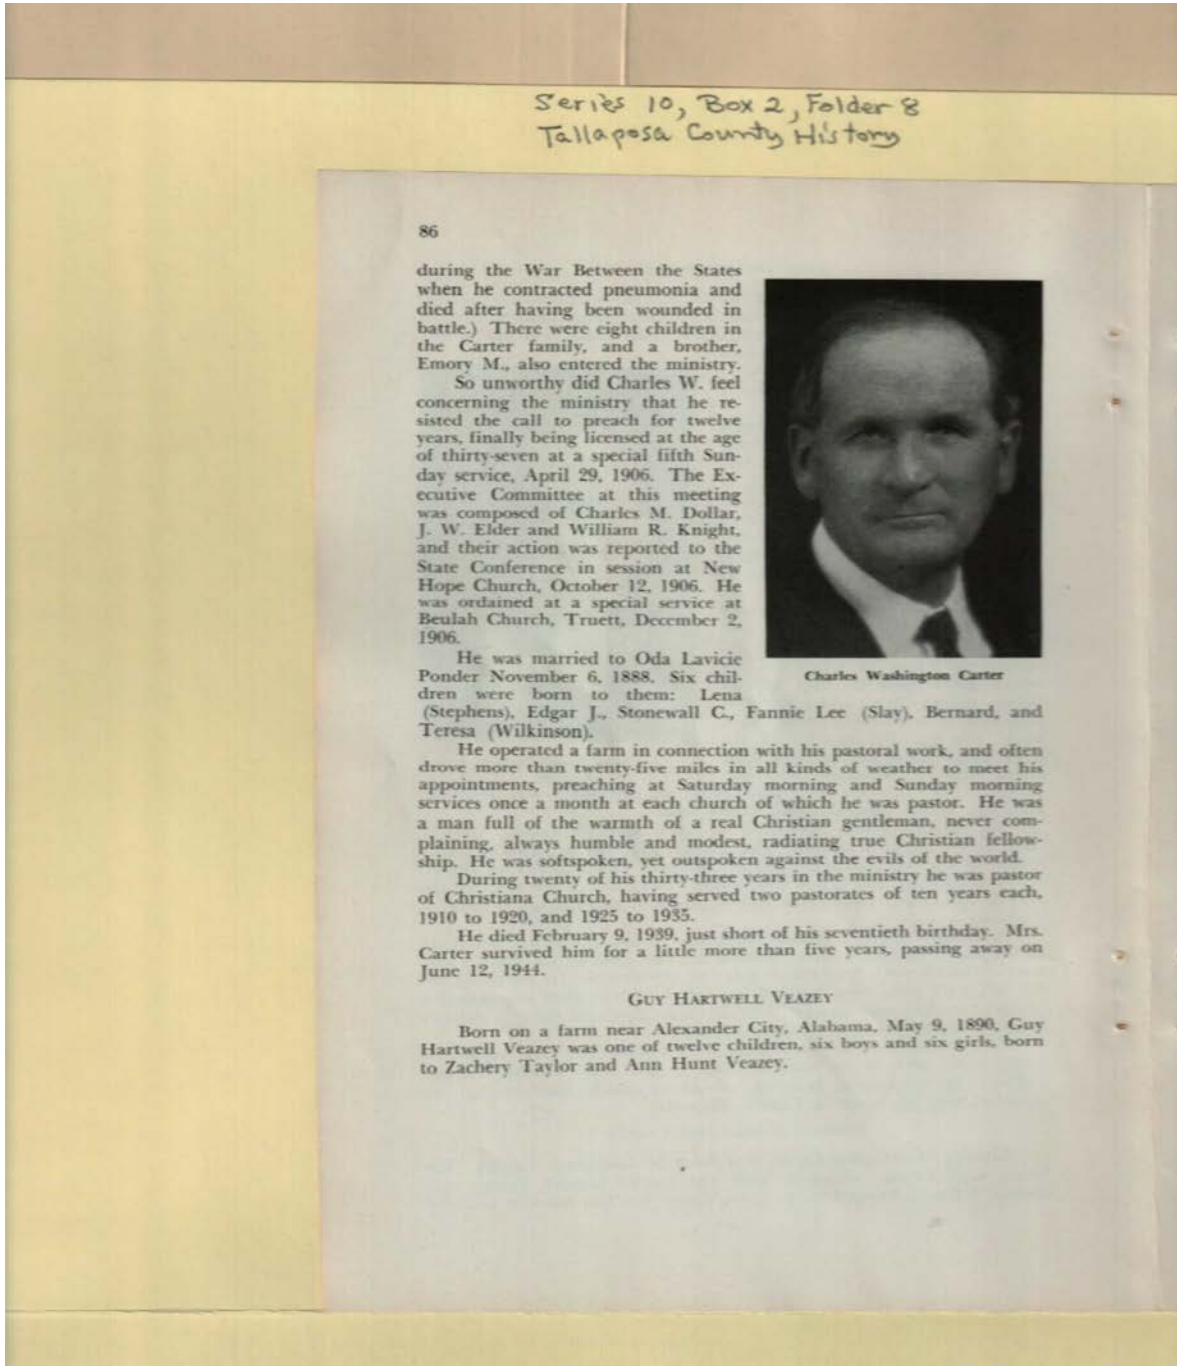 Series 10, Box 2, Folder 8
Tallaposa County History
86
during the War Between the States
when he contracted pneumonia and
died after having been wounded in
battle.) There were eight children in
the Carter family, and a brother,
Emory M., also entered the ministry.
So unworthy did Charles W. feel
concerning the ministry that he re-
sisted the call to preach for twelve
years, finally being licensed at the age
of thirty-seven at a special fifth Sun-
day service, April 29, 1906. The Ex-
ecutive Committee at this meeting
was composed of Charles M. Dollar,
J. W. Elder and William R. Knight,
and their action was reported to the
State Conference in session at New
Hope Church, October 12, 1906. He
was ordained at a special service at
Beulah Church, Truett, December 2,
1906.
He was married to Oda Lavicie
Ponder November 6, 1888. Six chil-
dren were born to them: Lena
(Stephens), Edgar J., Stonewall C., Fannie Lee (Slay), Bernard, and
Teresa (Wilkinson).
Charles Washington Carter
He operated a farm in connection with his pastoral work, and often
drove more than twenty-five miles in all kinds of weather to meet his
appointments, preaching at Saturday morning and Sunday morning
services once a month at each church of which he was pastor. He was
a man full of the warmth of a real Christian gentleman, never com-
plaining, always humble and modest, radiating true Christian fellow-
ship. He was softspoken, yet outspoken against the evils of the world.
During twenty of his thirty-three years in the ministry he was pastor
of Christiana Church, having served two pastorates of ten years each,
1910 to 1920, and 1925 to 1935.
He died February 9, 1939, just short of his seventieth birthday. Mrs.
Carter survived him for a little more than five years, passing away on
June 12, 1944.
GUY HARTWELL VEAZEY
Born on a farm near Alexander City, Alabama, May 9, 1890, Guy
Hartwell Veazey was one of twelve children, six boys and six girls, born
to Zachery Taylor and Ann Hunt Veazey.